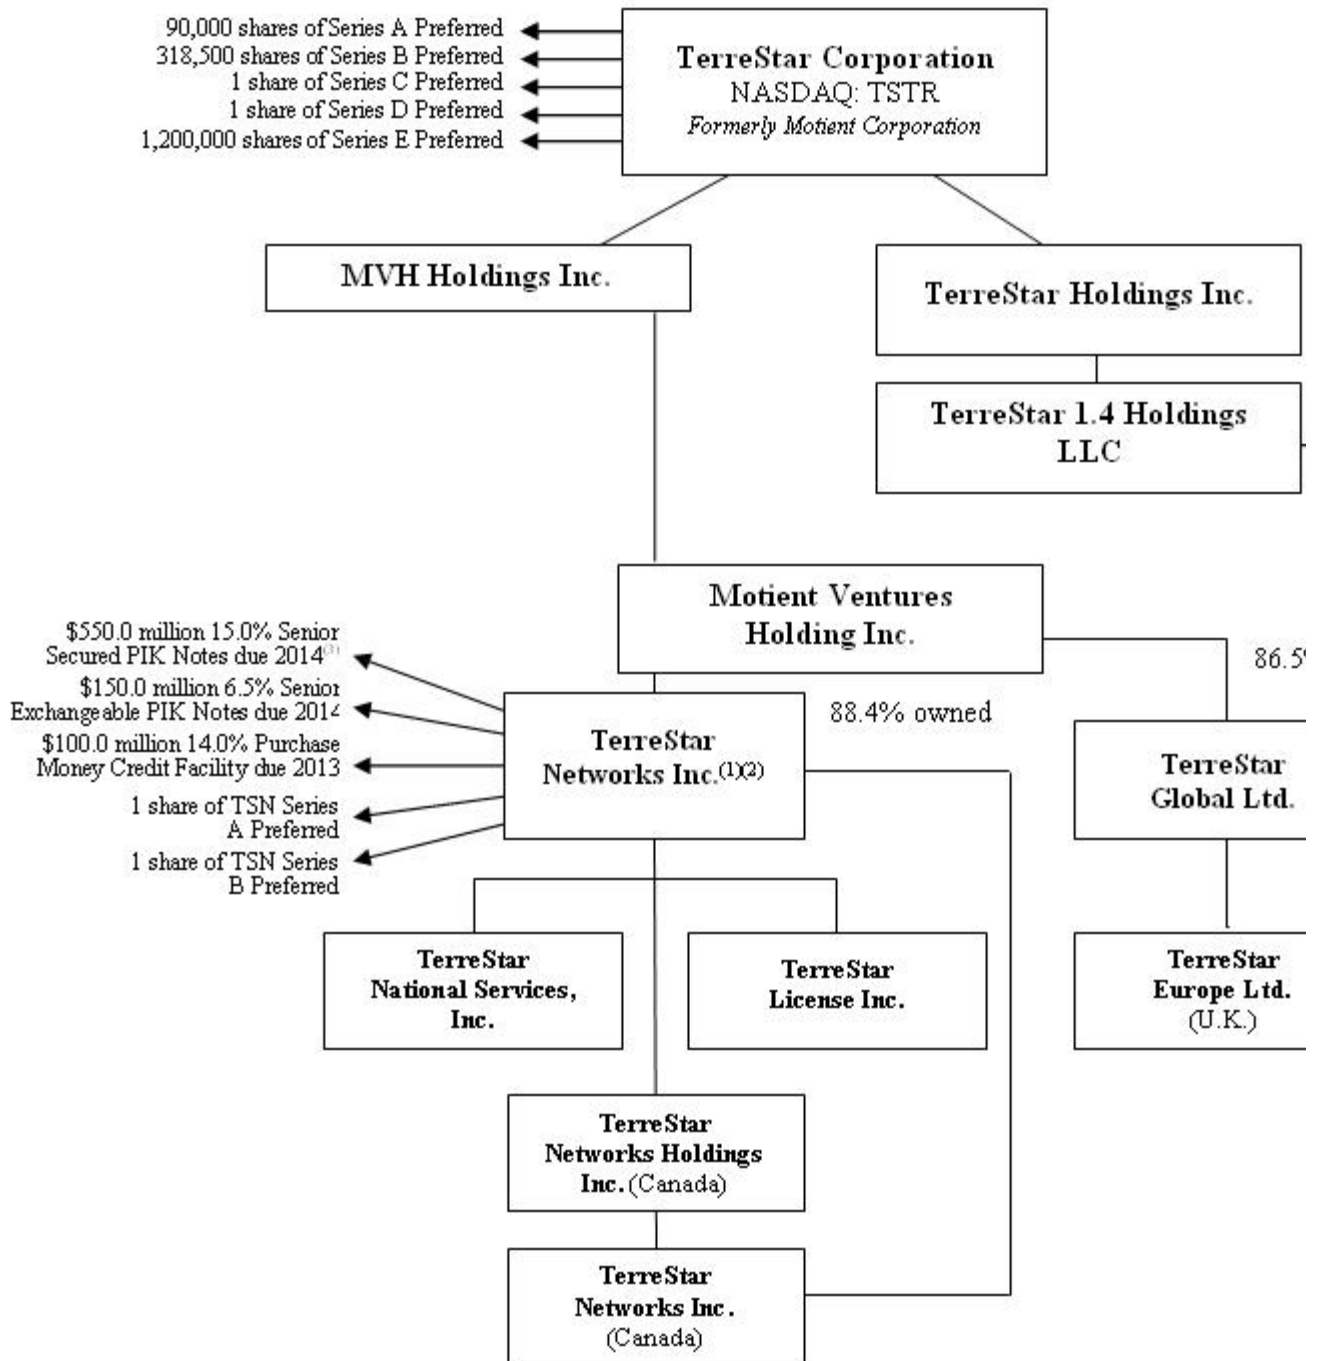 90,000 shares of Series A Preferred
318,500 shares of Series B Preferred
1 share of Series C Preferred
1 share of Series D Preferred
1,200,000 shares of Series E Preferred
TerreStar Corporation
NASDAQ: TSTR
Formerly Motient Corporation
MVH Holdings Inc.
TerreStar Holdings Inc.
TerreStar 1.4 Holdings
LLC
Motient Ventures
Holding Inc.
$550.0 million 15.0% Senior
Secured PIK Notes due 2014(3)
$150.0 million 6.5% Senior
Exchangeable PIK Notes due 2014
$100.0 million 14.0% Purchase
Money Credit Facility due 2013
1 share of TSN Series
A Preferred
1 share of TSN Series
B Preferred
TerreStar
Networks Inc.(1)(2)
88.4% owned
86.5%
TerreStar
Global Ltd.
TerreStar
National Services,
Inc.
TerreStar
License Inc.
TerreStar
Europe Ltd.
(U.K.)
TerreStar
Networks Holdings
Inc. (Canada)
TerreStar
Networks Inc.
(Canada)